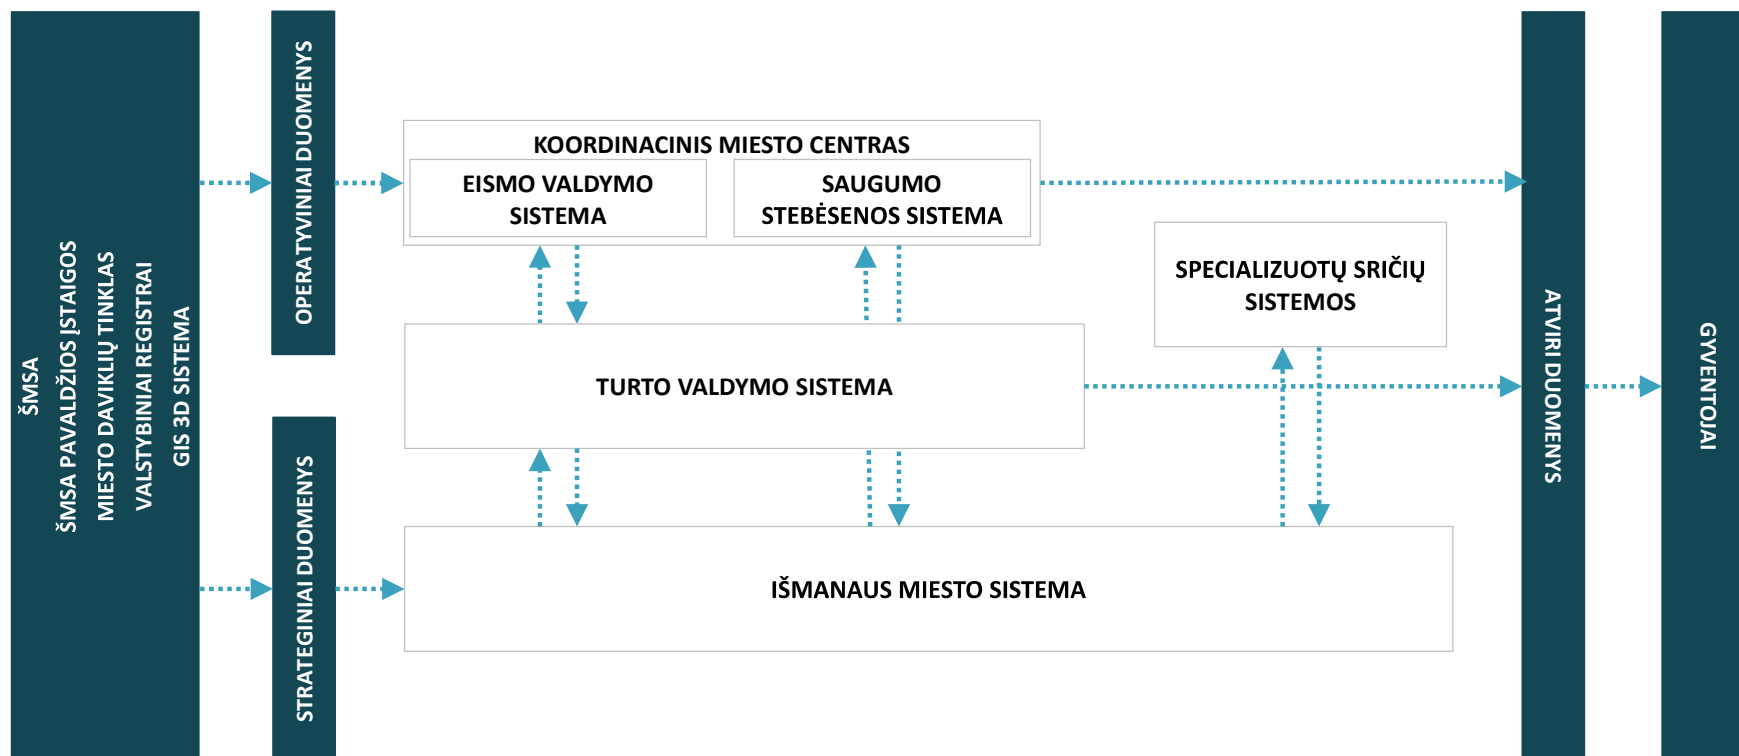 ŠMSA
ŠMSA PAVALDŽIOS ĮSTAIGOS
MIESTO DAVIKLIŲ TINKLAS
VALSTYBINIAI REGISTRAI
GIS 3D SISTEMA
OPERATYVINIAI DUOMENYS
STRATEGINIAI DUOMENYS
KOORDINACINIS MIESTO CENTRAS
EISMO VALDYMO
SISTEMA
SAUGUMO
STEBĖSENOS SISTEMA
SPECIALIZUOTŲ SRIČIŲ
SISTEMOS
TURTO VALDYMO SISTEMA
IŠMANAUS MIESTO SISTEMA
ATVIRI DUOMENYS
GYVENTOJAI